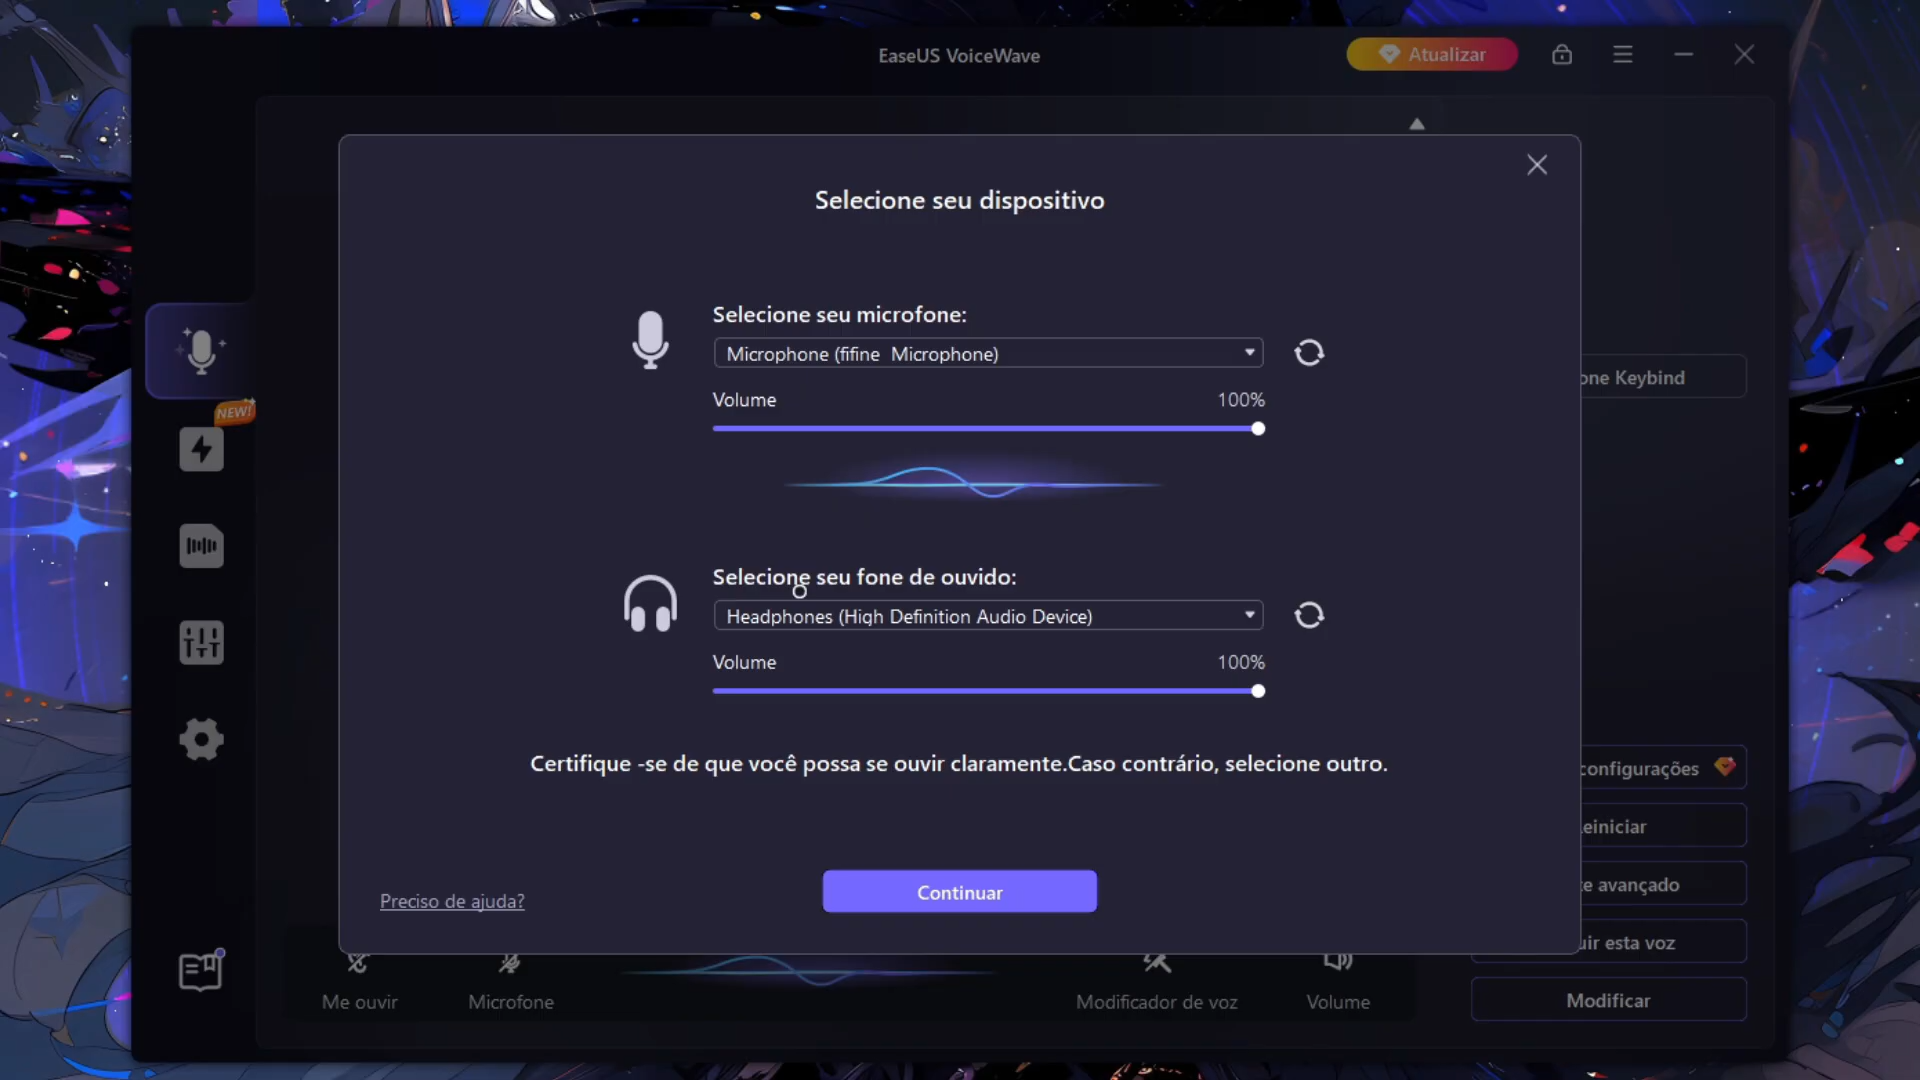 EaseUS VoiceWave
Atualizar
Selecione seu dispositivo
Selecione seu microfone:
Microphone (fifine Microphone)
Volume 100%
one Keybind
NEW!
Selecione seu fone de ouvido:
Headphones (High Definition Audio Device)
Volume 100%
Certifique -se de que você possa se ouvir claramente.Caso contrário, selecione outro.
configurações
einiciar
e avançado
Continuar
Preciso de ajuda?
uir esta voz
Me ouvir
Microfone
Modificador de voz
Volume
Modificar